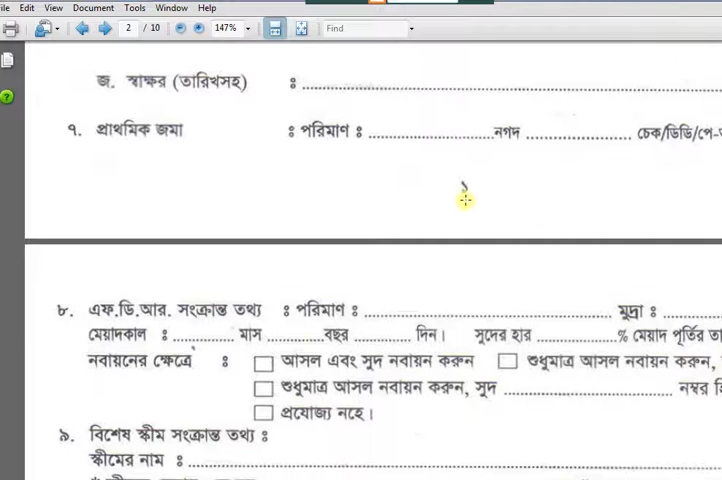 File Edit View Document Tools Window Help
2 / 10 147% Find
জ. স্বাক্ষর (তারিখসহ) ঃ ..............................
৭. প্রাথমিক জমা ঃ পরিমাণ ঃ ........................নগদ .................... চেক/ডিডি/পে-অ
১
৮. এফ.ডি.আর. সংক্রান্ত তথ্য ঃ পরিমাণ ঃ .................................................. মুদ্রা ঃ ............
মেয়াদকাল ঃ ............ মাস ...........বছর ........... দিন। সুদের হার ...............% মেয়াদ পূর্তির তা
নবায়নের ক্ষেত্রে ঃ আসল এবং সুদ নবায়ন করুন শুধুমাত্র আসল নবায়ন করুন,
শুধুমাত্র আসল নবায়ন করুন, সুদ ................................. নম্বর হি
প্রযোজ্য নহে।
৯. বিশেষ স্কীম সংক্রান্ত তথ্য ঃ
স্কীমের নাম ঃ ..............................